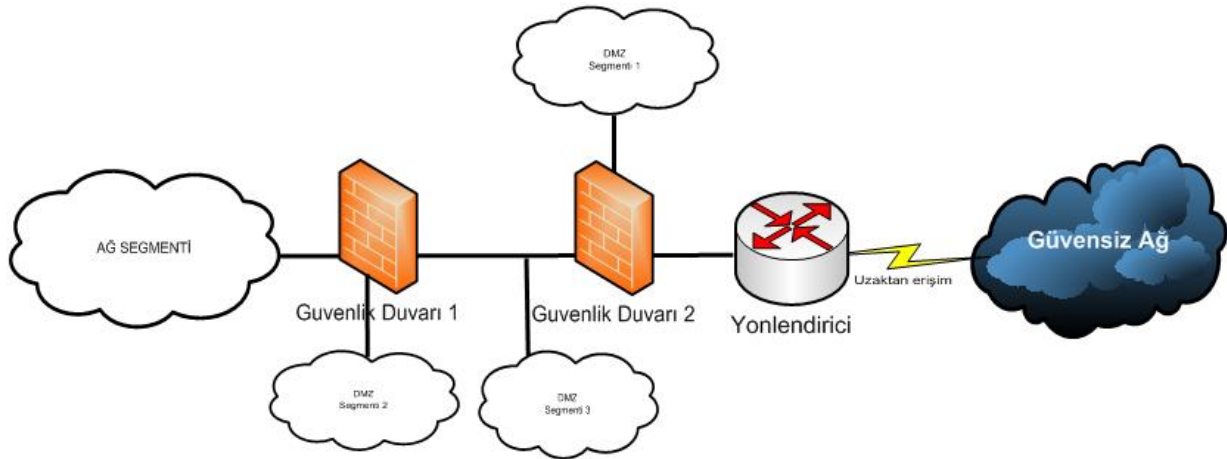 DMZ
Segmenti 1
AĞ SEGMENTİ
Güvensiz Ağ
Uzaktan erişim
Guvenlik Duvarı 1
Guvenlik Duvarı 2
Yonlendirici
DMZ
Segmenti 2
DMZ
Segmenti 3